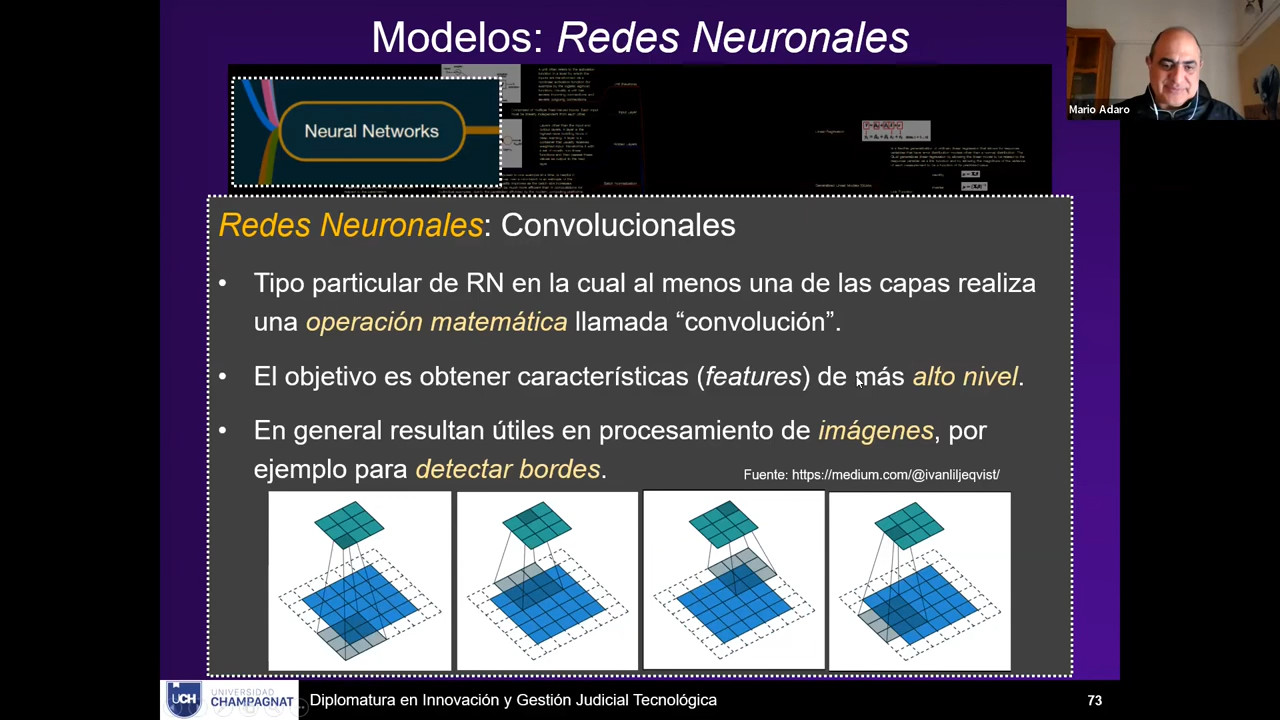 Modelos: Redes Neuronales
Mario Adaro
Neural Networks
Redes Neuronales: Convolucionales
• Tipo particular de RN en la cual al menos una de las capas realiza
una operación matemática llamada “convolución”.
• El objetivo es obtener características (features) de más alto nivel.
• En general resultan útiles en procesamiento de imágenes, por
ejemplo para detectar bordes.
Fuente: https://medium.com/@ivanliljeqvist/
UCH
UNIVERSIDAD
CHAMPAGNAT
Diplomatura en Innovación y Gestión Judicial Tecnológica
73